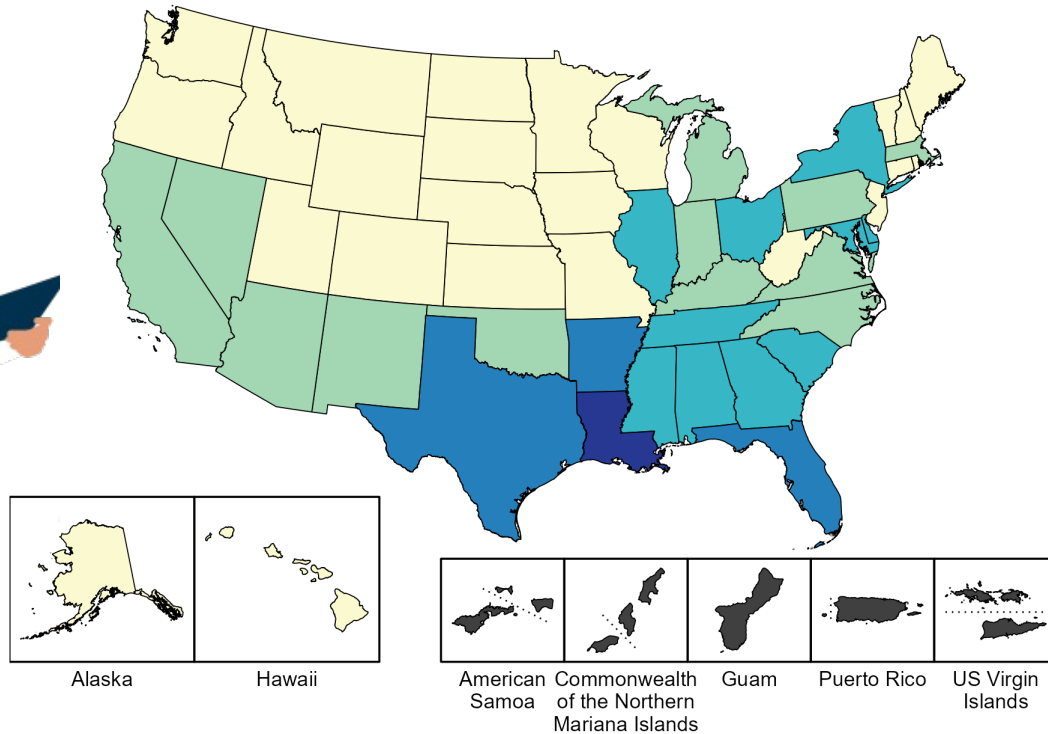 Alaska
Hawaii
American
Samoa
Commonwealth
of the Northern
Mariana Islands
Guam
Puerto Rico
US Virgin
Islands